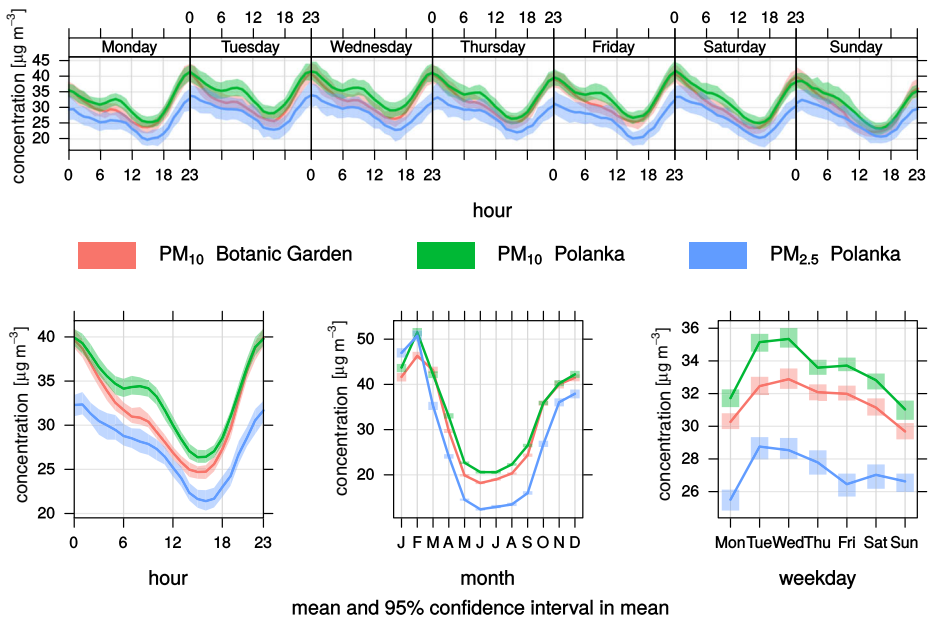 0 6 12 18 23 0 6 12 18 23 0 6 12 18 23
Monday Tuesday Wednesday Thursday Friday Saturday Sunday
concentration [µg m⁻³]
45
40
35
30
25
20
0 6 12 18 23 0 6 12 18 23 0 6 12 18 23 0 6 12 18 23
hour
PM₁₀ Botanic Garden PM₁₀ Polanka PM₂.₅ Polanka
concentration [µg m⁻³]
40
35
30
25
20
0 6 12 18 23
hour
concentration [µg m⁻³]
50
40
30
20
J F M A M J J A S O N D
month
concentration [µg m⁻³]
36
34
32
30
28
26
Mon Tue Wed Thu Fri Sat Sun
weekday
mean and 95% confidence interval in mean